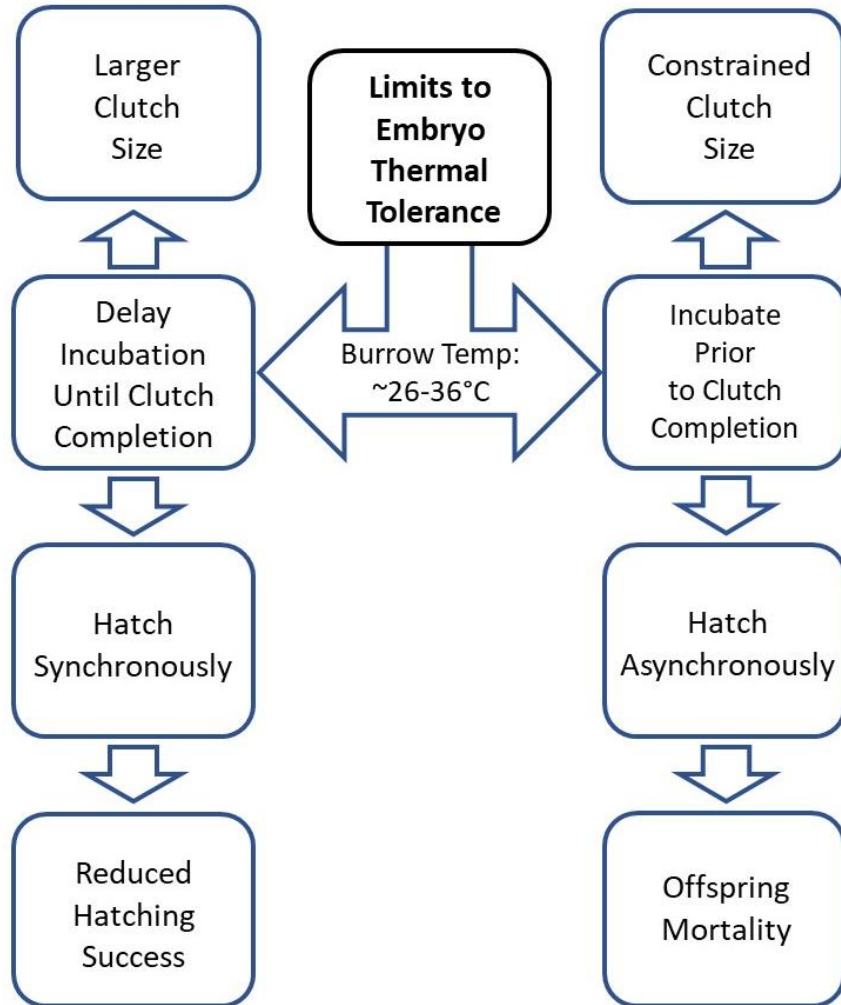 Larger
Clutch
Size
Limits to
Embryo
Thermal
Tolerance
Constrained
Clutch
Size
Delay
Incubation
Until Clutch
Completion
Burrow Temp:
~26-36°C
Incubate
Prior
to Clutch
Completion
Hatch
Synchronously
Hatch
Asynchronously
Reduced
Hatching
Success
Offspring
Mortality